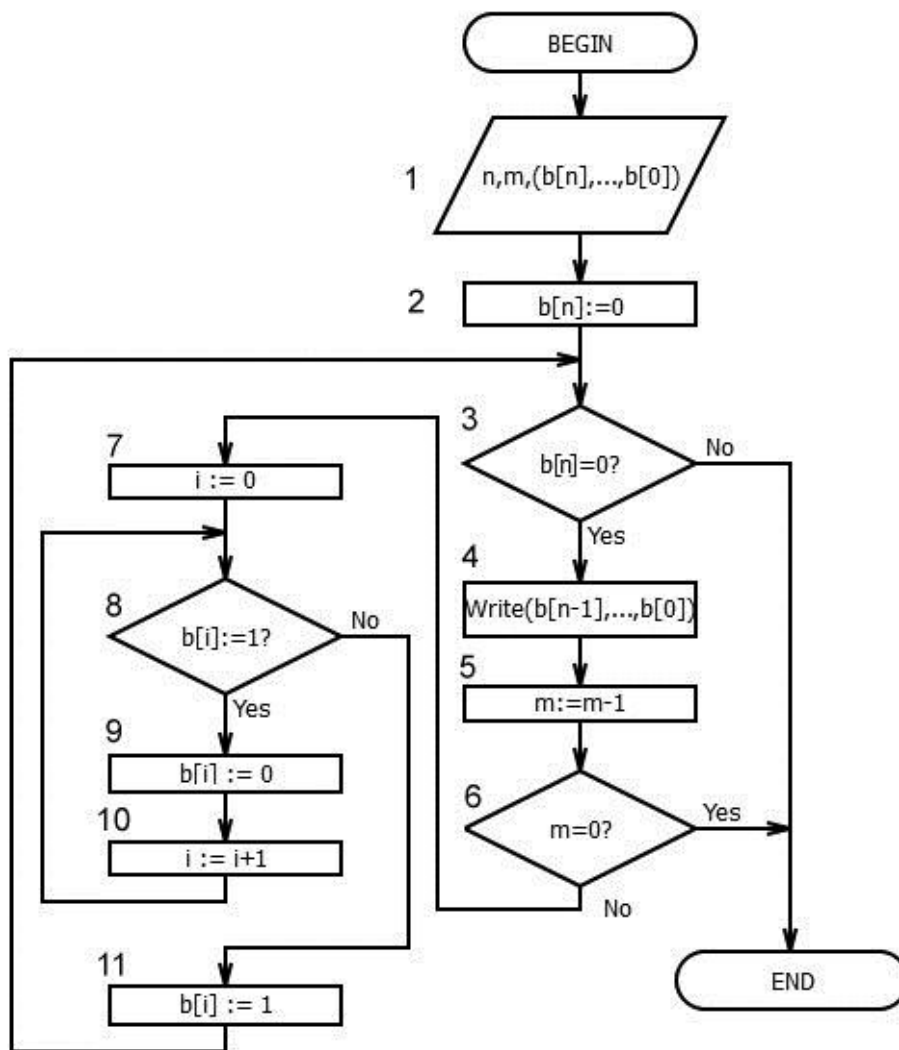 BEGIN
1
n,m,(b[n],...,b[0])
2
b[n]:=0
3
b[n]=0?
No
Yes
4
Write(b[n-1],...,b[0])
5
m:=m-1
6
m=0?
Yes
No
7
i := 0
8
b[i]:=1?
No
Yes
9
b[i] := 0
10
i := i+1
11
b[i] := 1
END